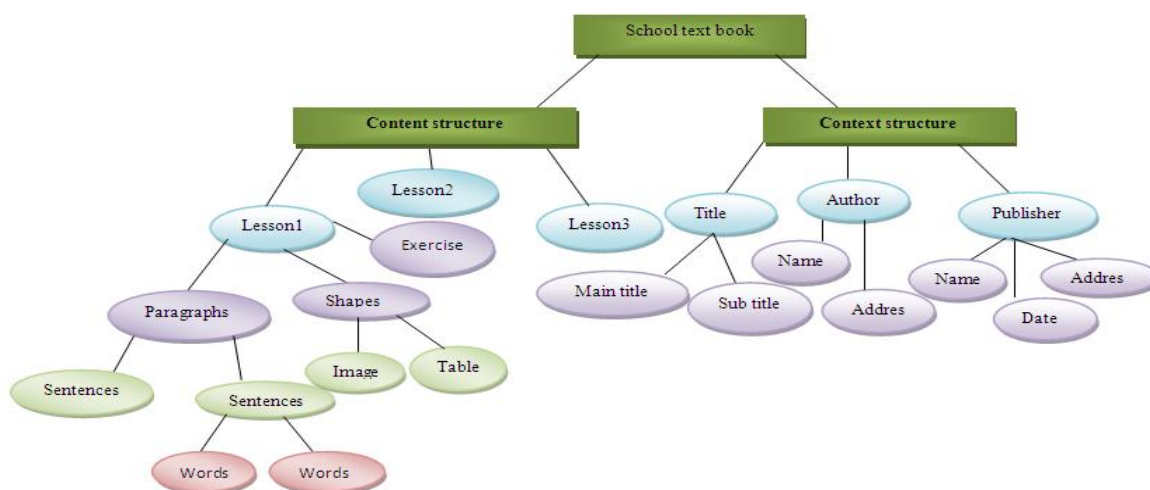 School text book
Content structure
Context structure
Lesson2
Lesson1
Exercise
Lesson3
Title
Author
Publisher
Name
Name
Addres
Main title
Sub title
Addres
Date
Paragraphs
Shapes
Sentences
Sentences
Image
Table
Words
Words